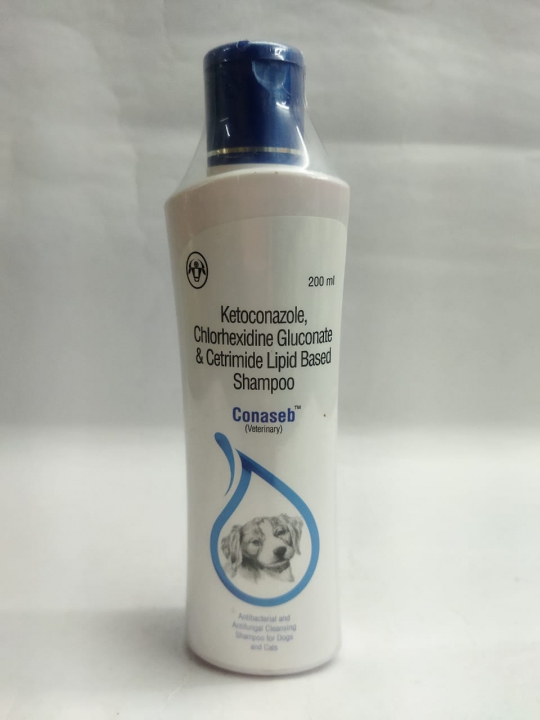 200 ml
Ketoconazole,
Chlorhexidine Gluconate
& Cetrimide Lipid Based
Shampoo
Conaseb™
(Veterinary)
Antibacterial and
Antifungal Cleansing
Shampoo for Dogs
and Cats